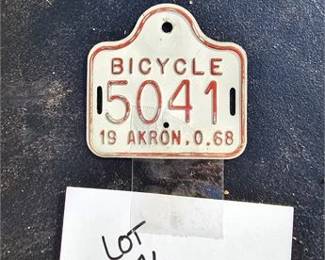 BICYCLE
5041
19 AKRON, O. 68
LOT